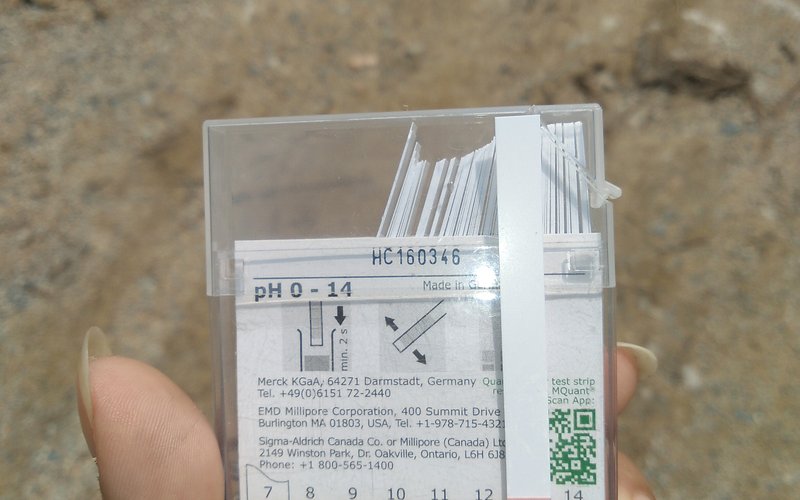 HC160346
pH 0 - 14
Made in
min. 2 s
Merck KGaA, 64271 Darmstadt, Germany
Tel. +49(0)6151 72-2440
test strip
MQuant®
Scan App:
EMD Millipore Corporation, 400 Summit Drive
Burlington MA 01803, USA, Tel. +1-978-715-4321
Sigma-Aldrich Canada Co. or Millipore (Canada)
2149 Winston Park, Dr. Oakville, Ontario, L6H 6J8
Phone: +1 800-565-1400
7 8 9 10 11 12 14